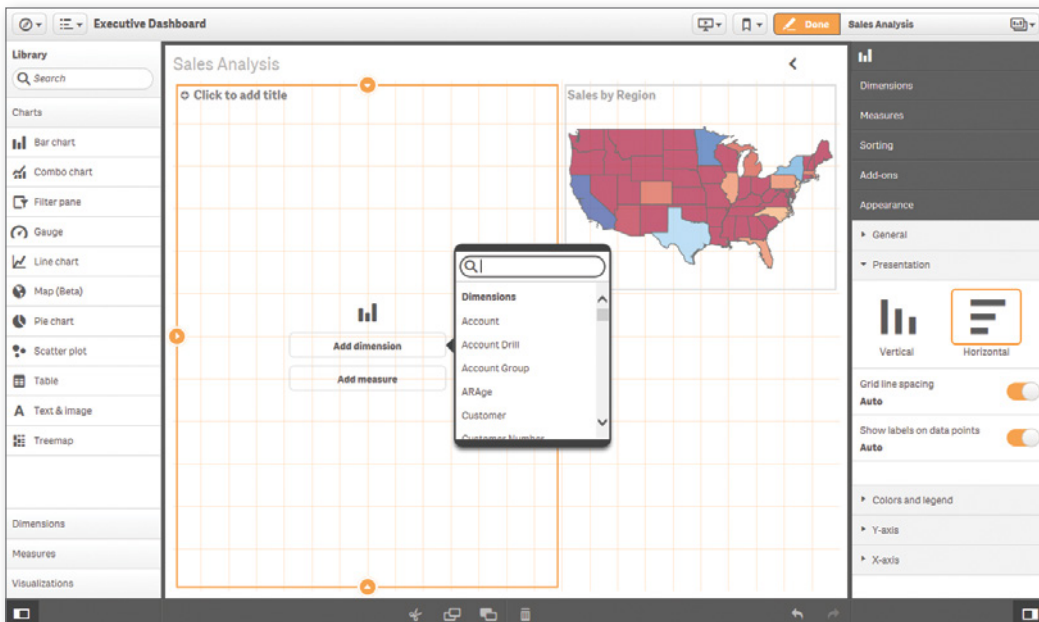 Executive Dashboard
Done
Sales Analysis
Library
Search
Charts
Bar chart
Combo chart
Filter pane
Gauge
Line chart
Map (Beta)
Pie chart
Scatter plot
Table
A Text & image
Treemap
Dimensions
Measures
Visualizations
Sales Analysis
Click to add title
Add dimension
Add measure
Dimensions
Account
Account Drill
Account Group
ARAge
Customer
Customer Number
Sales by Region
Dimensions
Measures
Sorting
Add-ons
Appearance
General
Presentation
Vertical
Horizontal
Grid line spacing
Auto
Show labels on data points
Auto
Colors and legend
Y-axis
X-axis